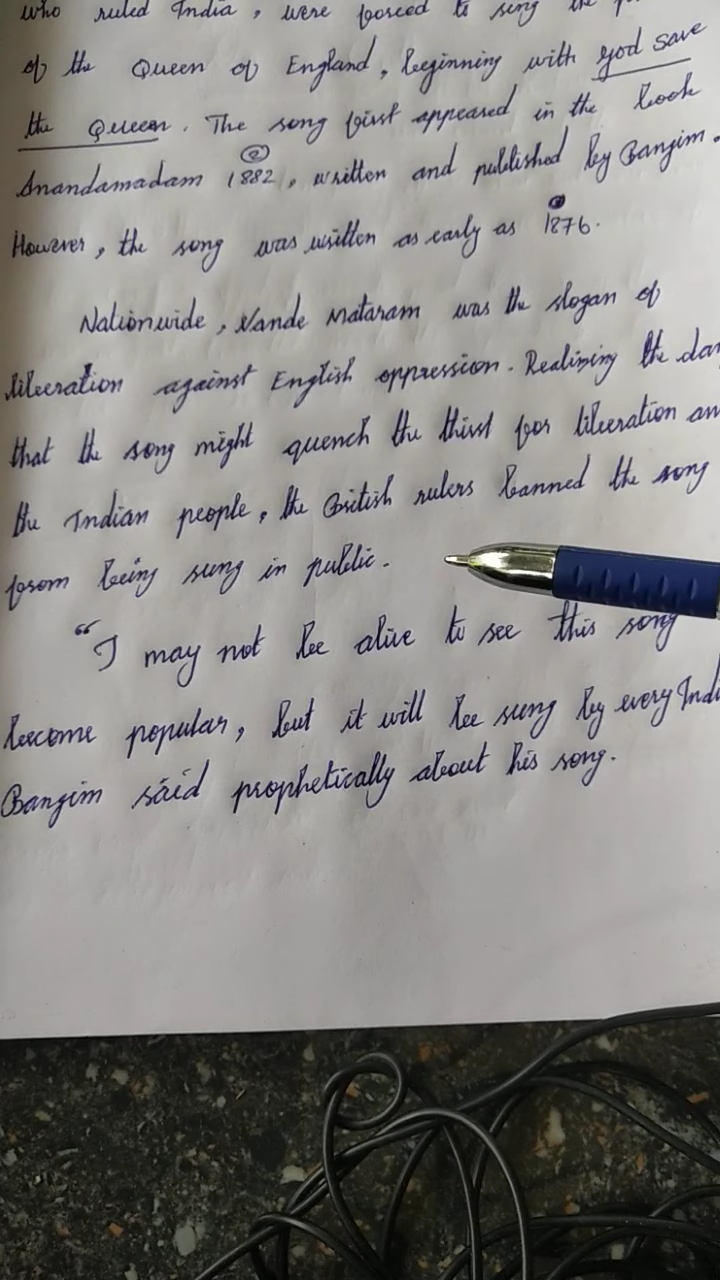 who ruled India, were forced to sing the
of the Queen of England, beginning with god save
the Queen. The song first appeared in the book
Anandamadam 1882, written and published by Bangim.
However, the song was written as early as 1876.
Nationwide, Vande Mataram was the slogan of
liberation against English oppression. Realizing the dan
that the song might quench the thirst for liberation am
the Indian people, the British rulers banned the song
from being sung in public.
"I may not be alive to see this song
become popular, but it will be sung by every Indi
Bangim said prophetically about his song.